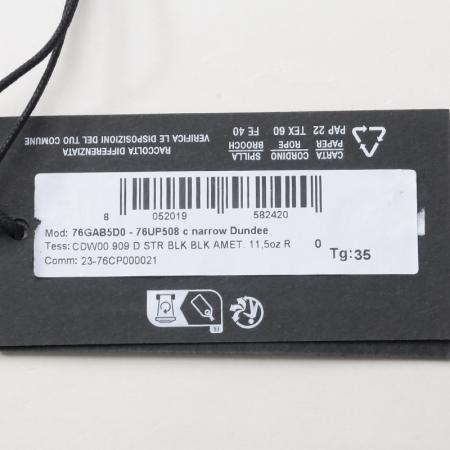 RACCOLTA DIFFERENZIATA
VERIFICA LE DISPOSIZIONI DEL TUO COMUNE
CARTA
PAPER
PAP 22
CORDINO
ROPE
TEX 60
SPILLA
BROOCH
FE 40
8 052019 582420
Mod: 76GAB5D0 - 76UP508 c narrow Dundee
Tess: CDW00 909 D STR BLK BLK AMET. 11,5oz R 0 Tg:35
Comm: 23-76CP000021
FR